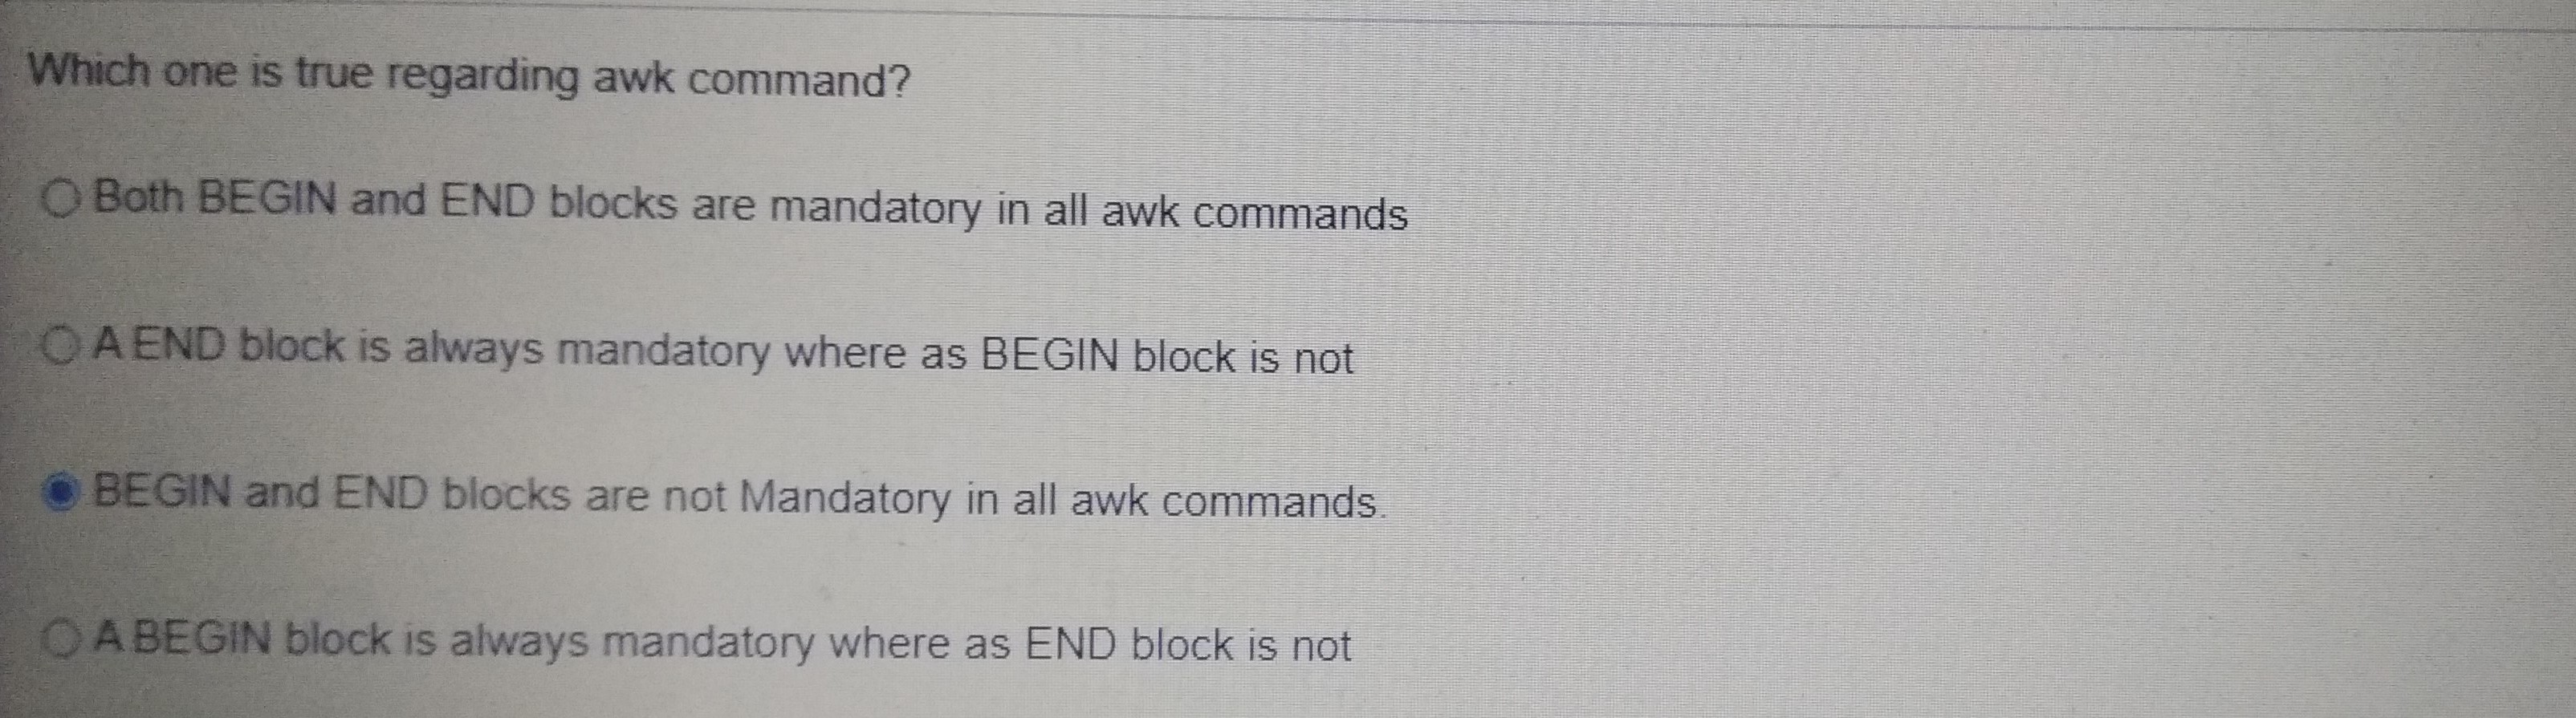 Which one is true regarding awk command?
Both BEGIN and END blocks are mandatory in all awk commands
A END block is always mandatory where as BEGIN block is not
BEGIN and END blocks are not Mandatory in all awk commands.
A BEGIN block is always mandatory where as END block is not